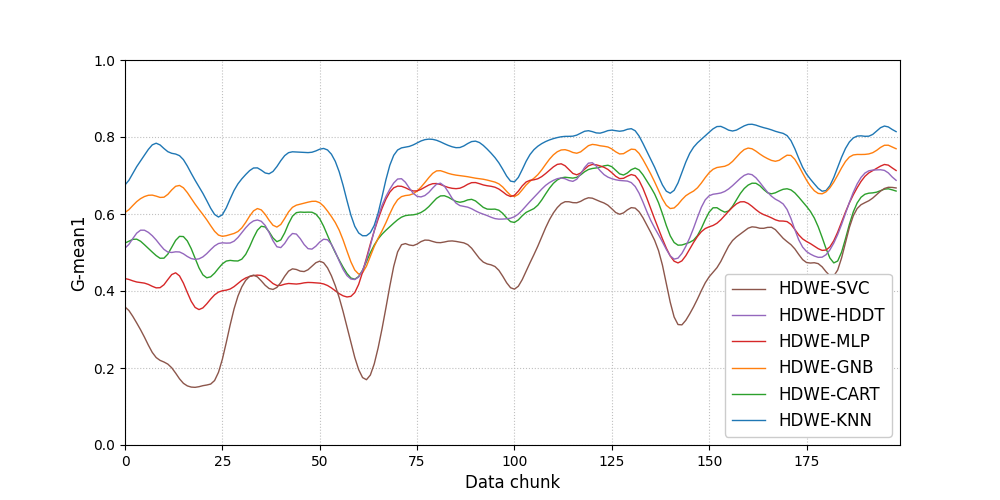 G-mean1
1.0
0.8
0.6
0.4
0.2
0.0
0
25
50
75
100
125
150
175
Data chunk
HDWE-SVC
HDWE-HDDT
HDWE-MLP
HDWE-GNB
HDWE-CART
HDWE-KNN